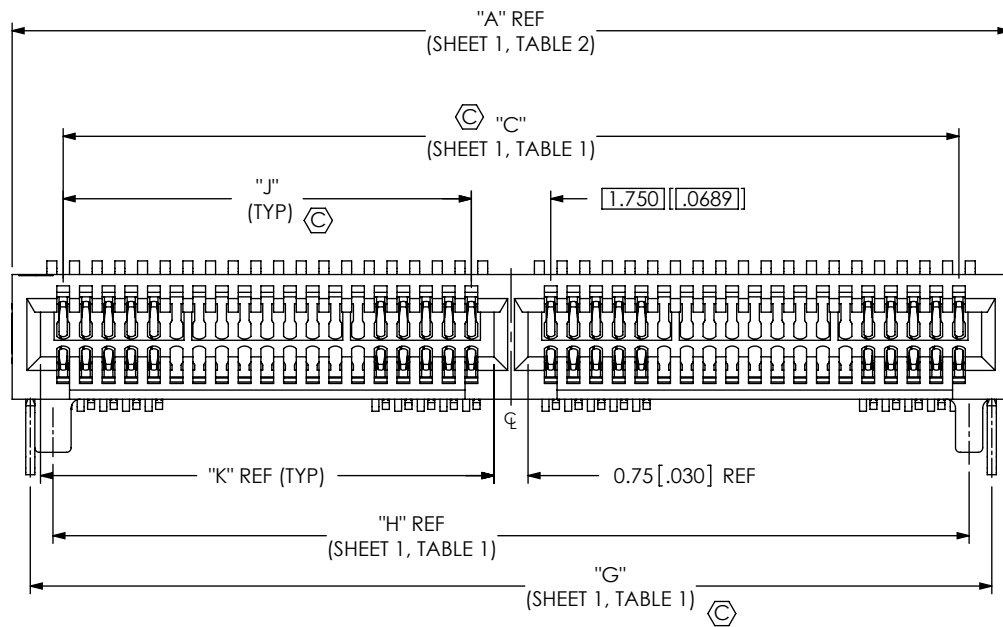 "A" REF
(SHEET 1, TABLE 2)
C "C"
(SHEET 1, TABLE 1)
"J"
(TYP) C
1.750 [.0689]
℄
"K" REF (TYP)
0.75 [.030] REF
"H" REF
(SHEET 1, TABLE 1)
"G"
(SHEET 1, TABLE 1) C